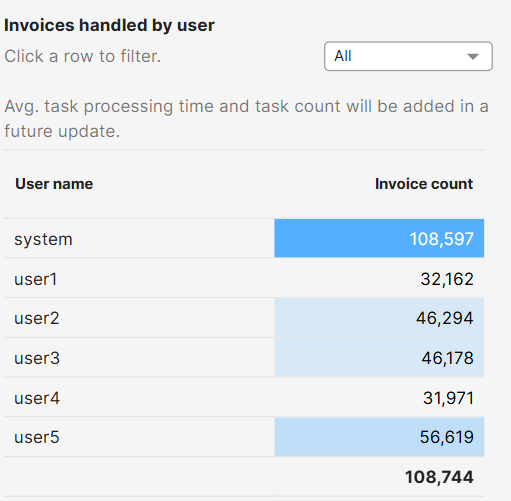 Invoices handled by user
Click a row to filter.
All
Avg. task processing time and task count will be added in a
future update.
User name Invoice count
system 108,597
user1 32,162
user2 46,294
user3 46,178
user4 31,971
user5 56,619
108,744